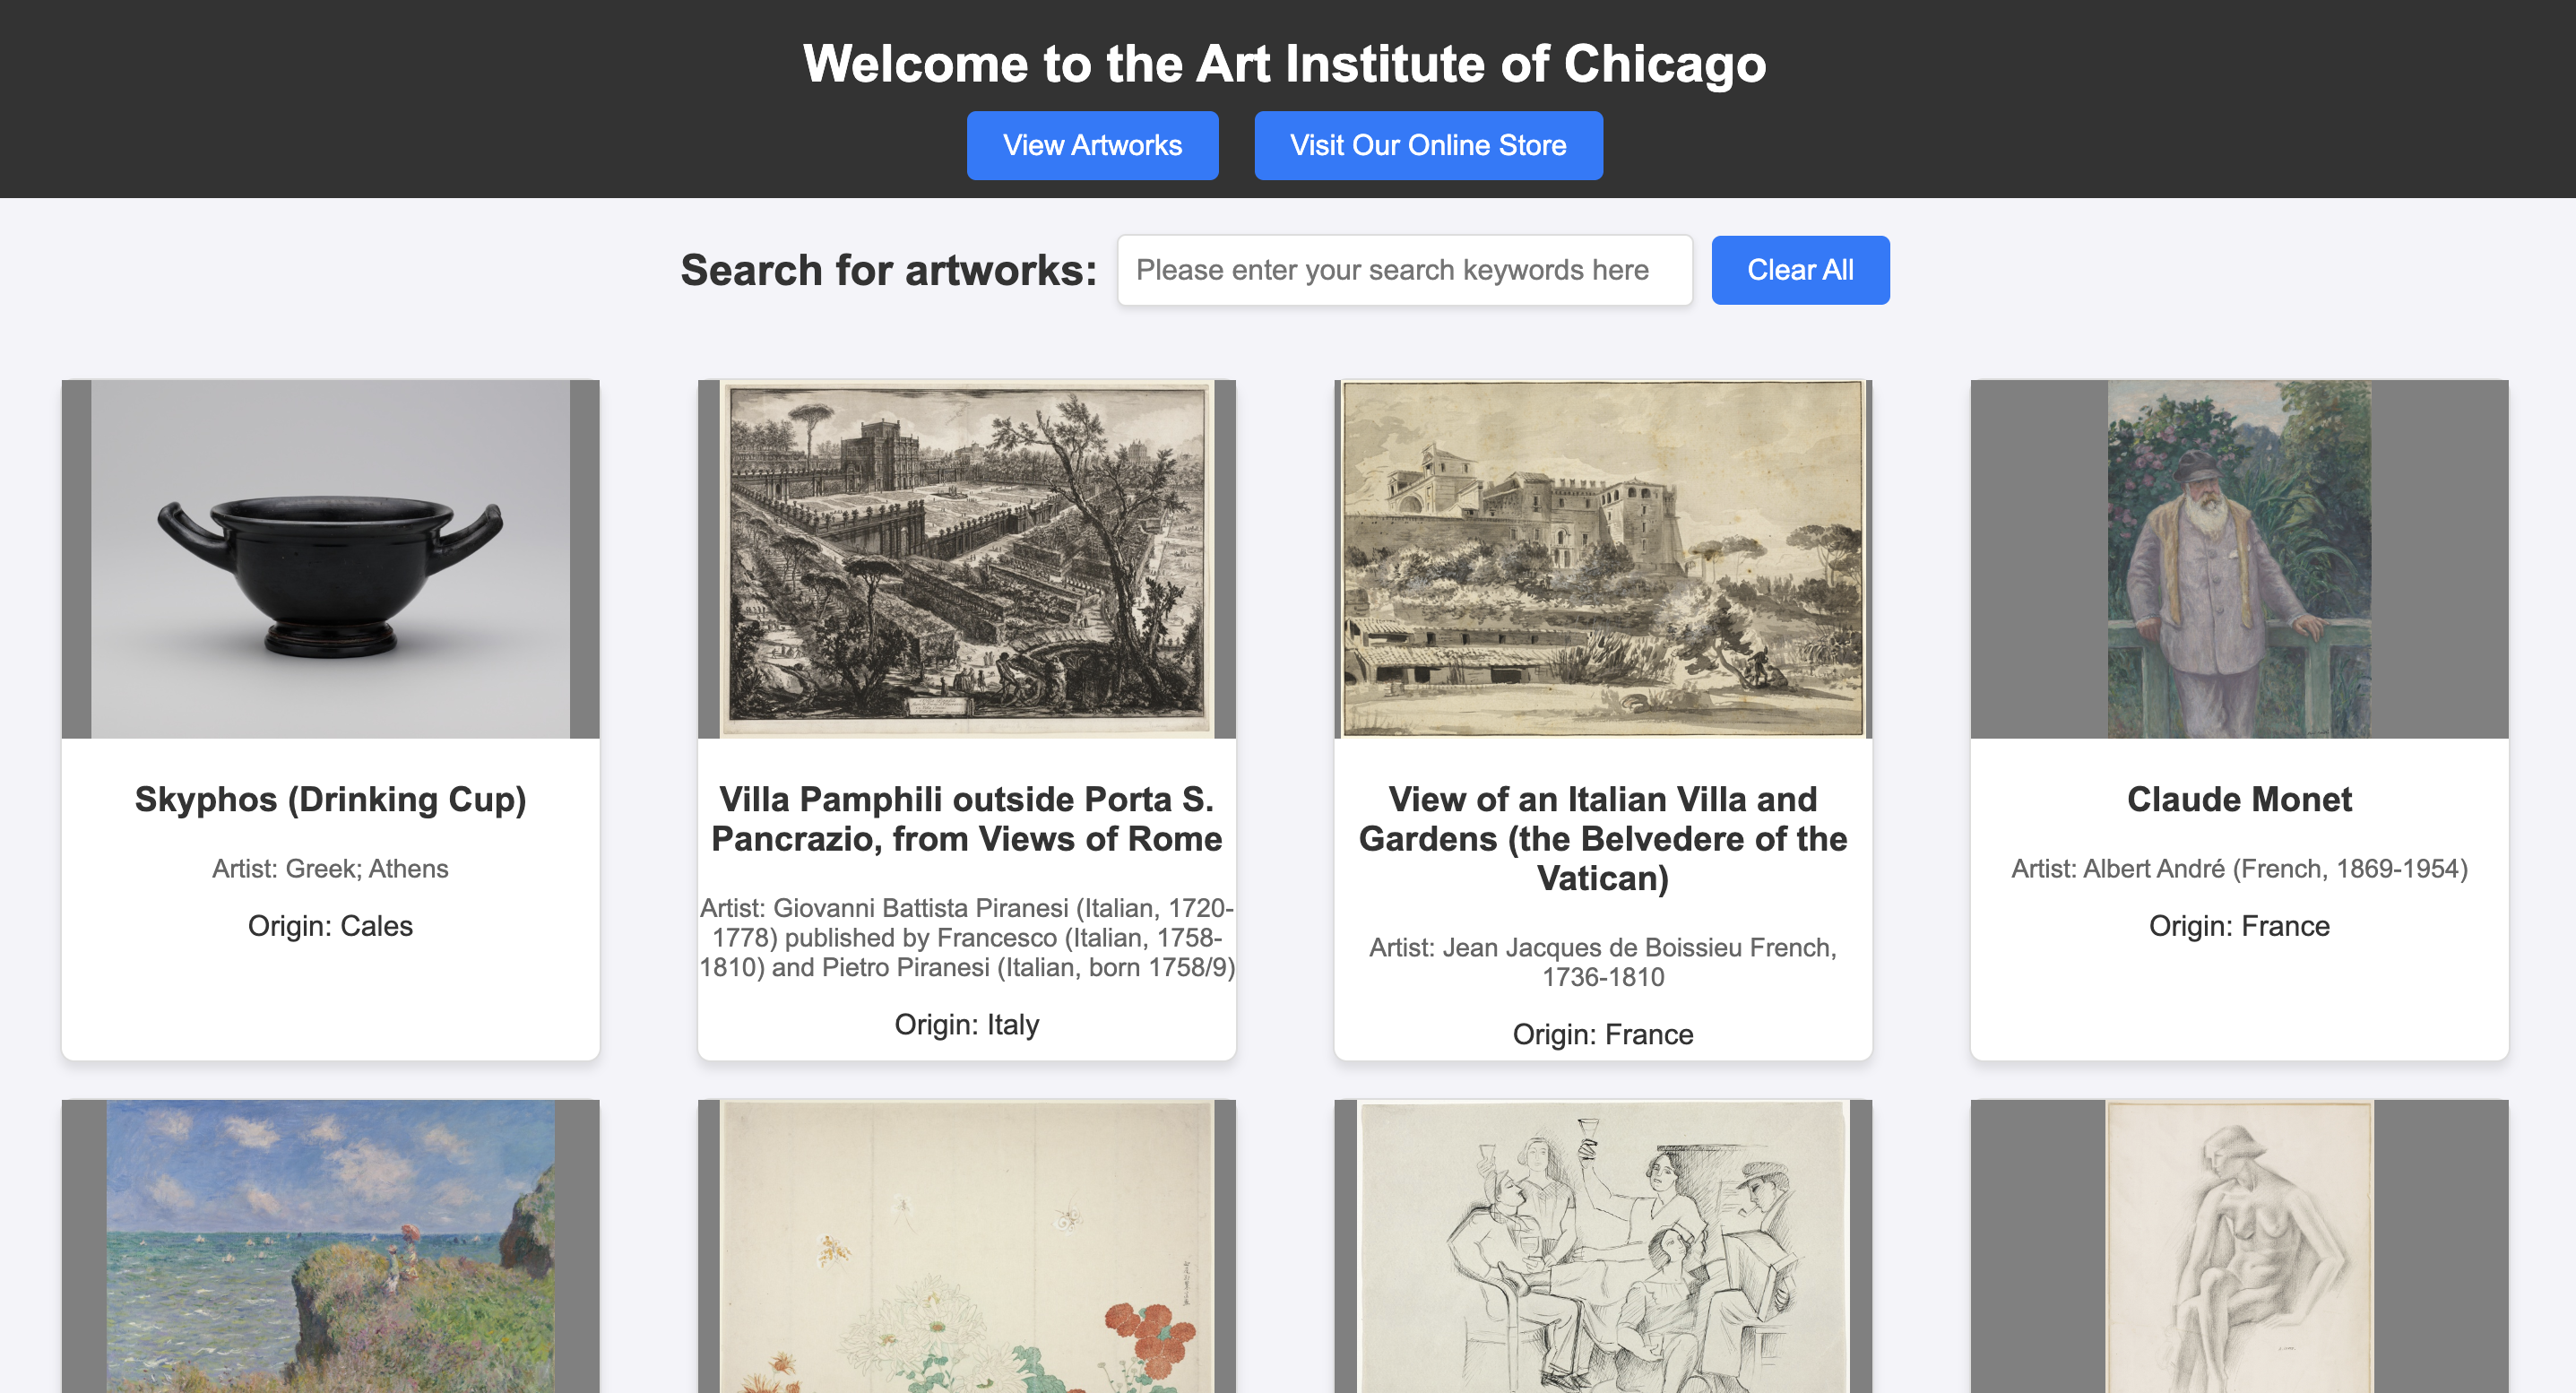 Welcome to the Art Institute of Chicago
View Artworks
Visit Our Online Store
Search for artworks:
Please enter your search keywords here
Clear All
Skyphos (Drinking Cup)
Artist: Greek; Athens
Origin: Cales
Villa Pamphili outside Porta S.
Pancrazio, from Views of Rome
Artist: Giovanni Battista Piranesi (Italian, 1720-
1778) published by Francesco (Italian, 1758-
1810) and Pietro Piranesi (Italian, born 1758/9)
Origin: Italy
View of an Italian Villa and
Gardens (the Belvedere of the
Vatican)
Artist: Jean Jacques de Boissieu French,
1736-1810
Origin: France
Claude Monet
Artist: Albert André (French, 1869-1954)
Origin: France